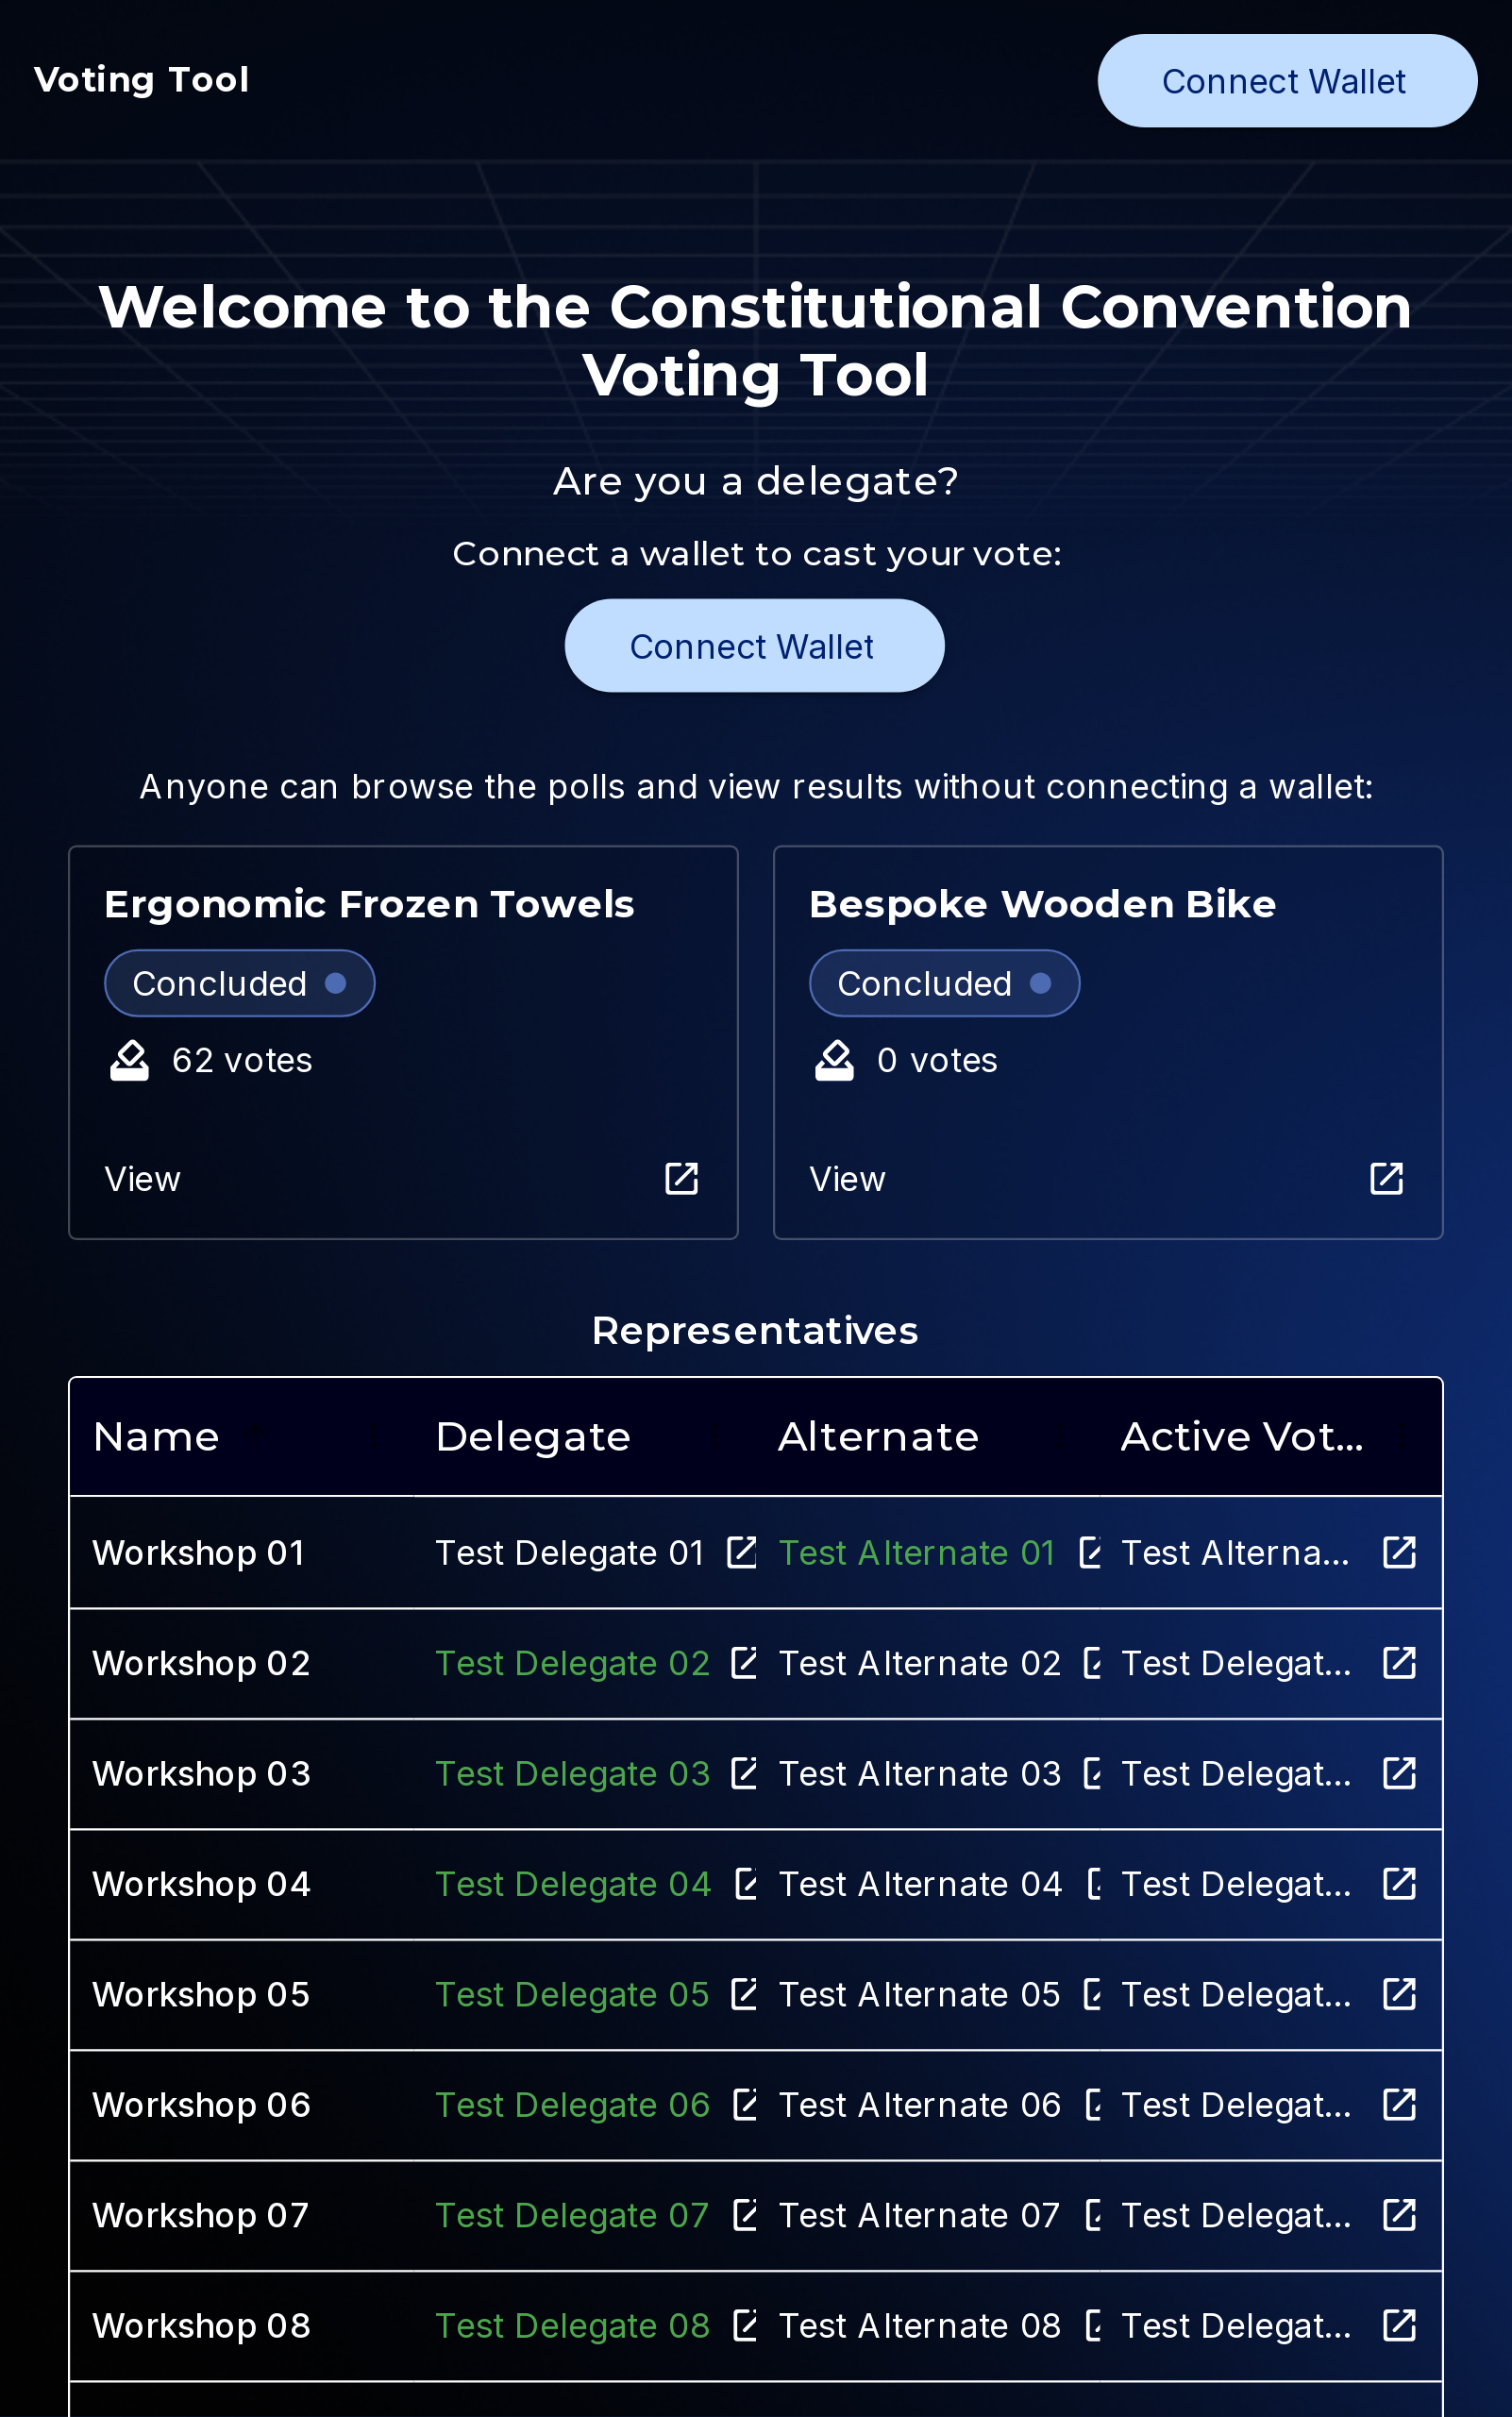 Voting Tool
Connect Wallet
Welcome to the Constitutional Convention
Voting Tool
Are you a delegate?
Connect a wallet to cast your vote:
Connect Wallet
Anyone can browse the polls and view results without connecting a wallet:
Ergonomic Frozen Towels
Concluded
62 votes
View
Bespoke Wooden Bike
Concluded
0 votes
View
Representatives
Name Delegate Alternate Active Vot...
Workshop 01 Test Delegate 01 Test Alternate 01 Test Alterna...
Workshop 02 Test Delegate 02 Test Alternate 02 Test Delegat...
Workshop 03 Test Delegate 03 Test Alternate 03 Test Delegat...
Workshop 04 Test Delegate 04 Test Alternate 04 Test Delegat...
Workshop 05 Test Delegate 05 Test Alternate 05 Test Delegat...
Workshop 06 Test Delegate 06 Test Alternate 06 Test Delegat...
Workshop 07 Test Delegate 07 Test Alternate 07 Test Delegat...
Workshop 08 Test Delegate 08 Test Alternate 08 Test Delegat...